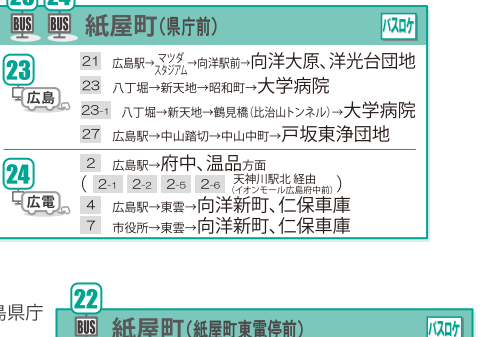 23 24
BUS BUS 紙屋町(県庁前) バスロケ
23 広島
21 広島駅→マツダスタジアム→向洋駅前→向洋大原、洋光台団地
23 八丁堀→新天地→昭和町→大学病院
23-1 八丁堀→新天地→鶴見橋(比治山トンネル)→大学病院
27 広島駅→中山踏切→中山中町→戸坂東浄団地
24 広電
2 広島駅→府中、温品方面
( 2-1 2-2 2-5 2-6 天神川駅北 経由 (イオンモール広島府中前) )
4 広島駅→東雲→向洋新町、仁保車庫
7 市役所→東雲→向洋新町、仁保車庫
県庁
22
BUS 紙屋町(紙屋町東電停前) バスロケ